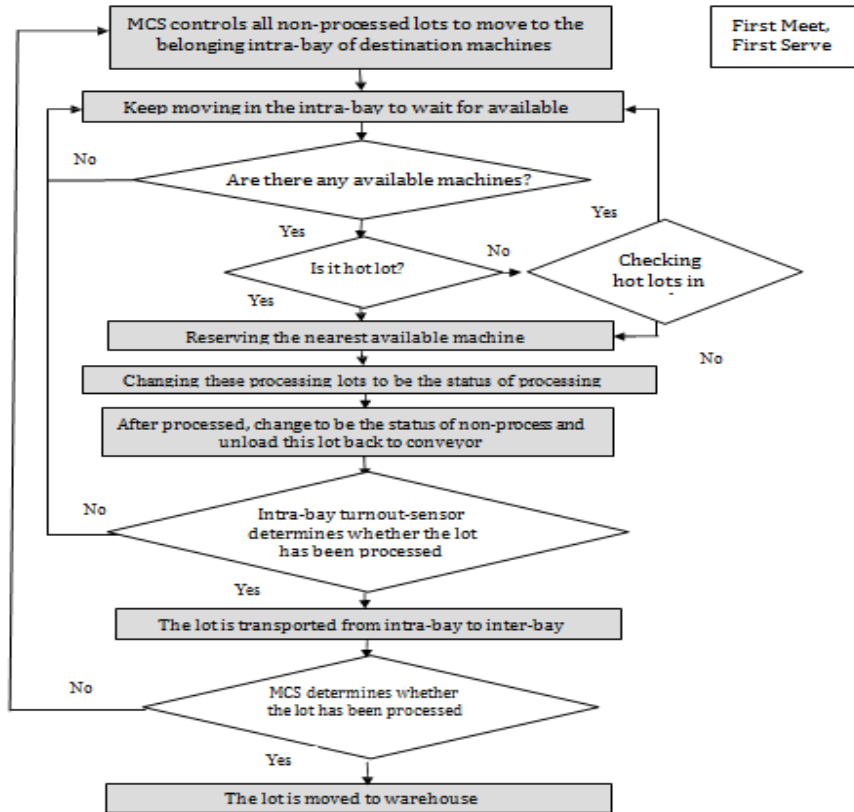 MCS controls all non-processed lots to move to the
belonging intra-bay of destination machines
First Meet,
First Serve
Keep moving in the intra-bay to wait for available
No
Are there any available machines?
Yes
Yes
No
Is it hot lot?
Checking
hot lots in
Yes
Reserving the nearest available machine
No
Changing these processing lots to be the status of processing
After processed, change to be the status of non-process and
unload this lot back to conveyor
No
Intra-bay turnout-sensor
determines whether the lot
has been processed
Yes
The lot is transported from intra-bay to inter-bay
No
MCS determines whether
the lot has been processed
Yes
The lot is moved to warehouse